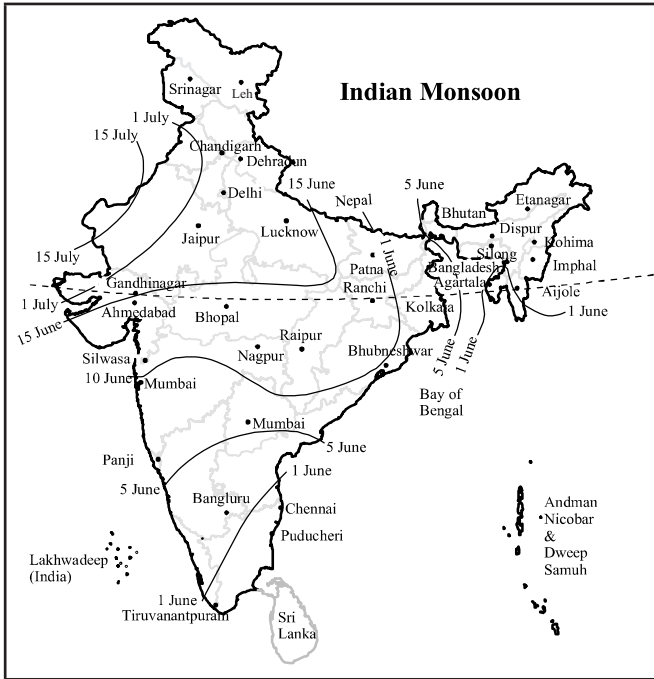 Indian Monsoon
Srinagar
Leh
1 July
15 July
Chandigarh
Dehradun
Delhi
15 June
Nepal
5 June
Bhutan
Etanagar
Jaipur
Lucknow
Dispur
Kohima
15 July
1 June
Patna
Silong
Bangladesh
Imphal
Gandhinagar
Ranchi
Agartala
Aijole
1 July
Ahmedabad
Bhopal
Kolkata
1 June
15 June
Raipur
Silwasa
Nagpur
Bhubneshwar
5 June
1 June
10 June
Mumbai
Bay of
Bengal
Mumbai
5 June
Panji
1 June
5 June
Bangluru
Chennai
Andman
Nicobar
&
Dweep
Samuh
Puducheri
Lakhwadeep
(India)
1 June
Tiruvanantpuram
Sri
Lanka